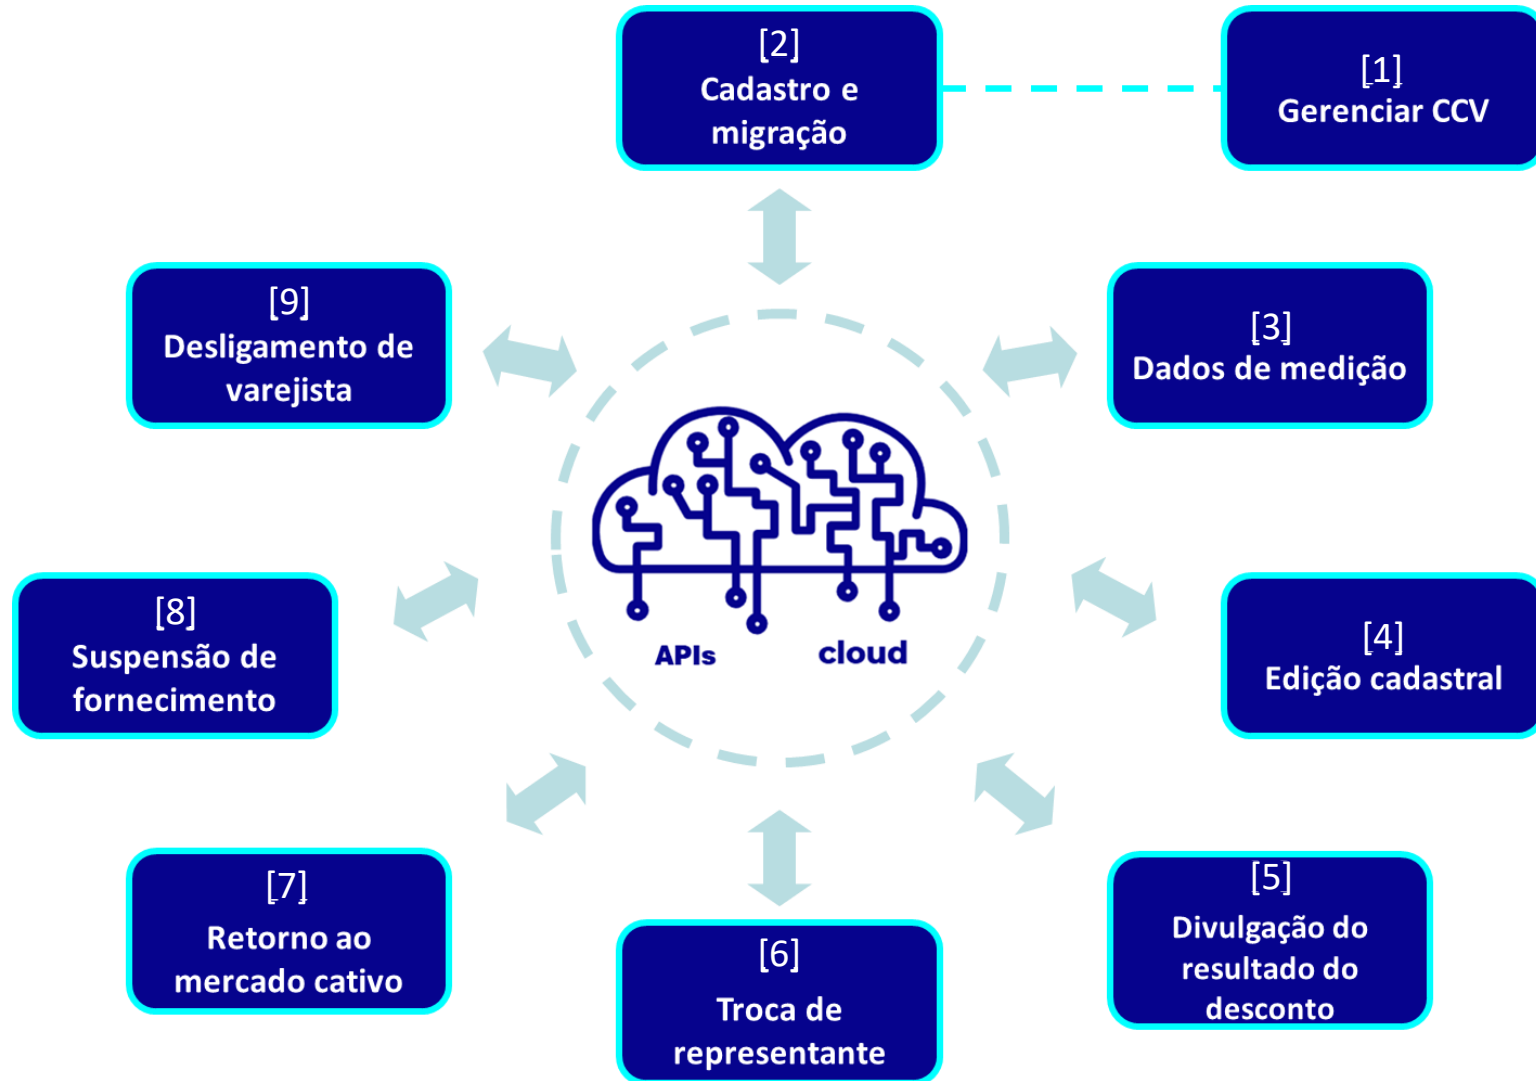 [2]
Cadastro e
migração
[1]
Gerenciar CCV
[9]
Desligamento de
varejista
[3]
Dados de medição
[8]
Suspensão de
fornecimento
APIs
cloud
[4]
Edição cadastral
[7]
Retorno ao
mercado cativo
[6]
Troca de
representante
[5]
Divulgação do
resultado do
desconto